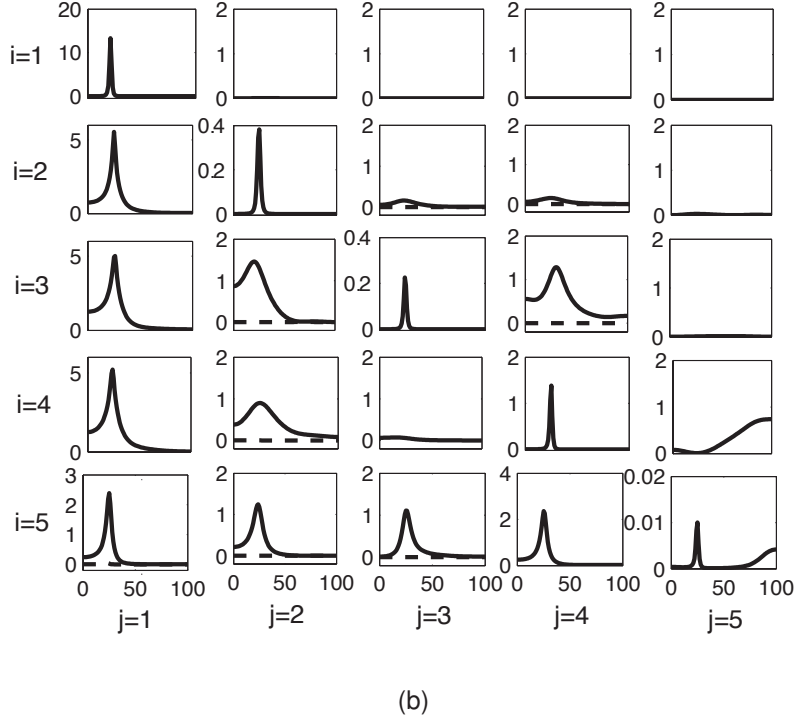 20 2 2 2 2
i=1 10 1 1 1 1
0 0 0 0 0
5 0.4 2 2 2
i=2 0.2 1 1 1
0 0 0 0 0
5 2 0.4 2 2
i=3 1 0.2 1 1
0 0 0 0 0
5 2 2 2 2
i=4 1 1 1 1
0 0 0 0 0
3 2 2 4 0.02
i=5 2 1 1 2 0.01
1
0 0 0 0 0
0 50 100 0 50 100 0 50 100 0 50 100 0 50 100
j=1 j=2 j=3 j=4 j=5
(b)